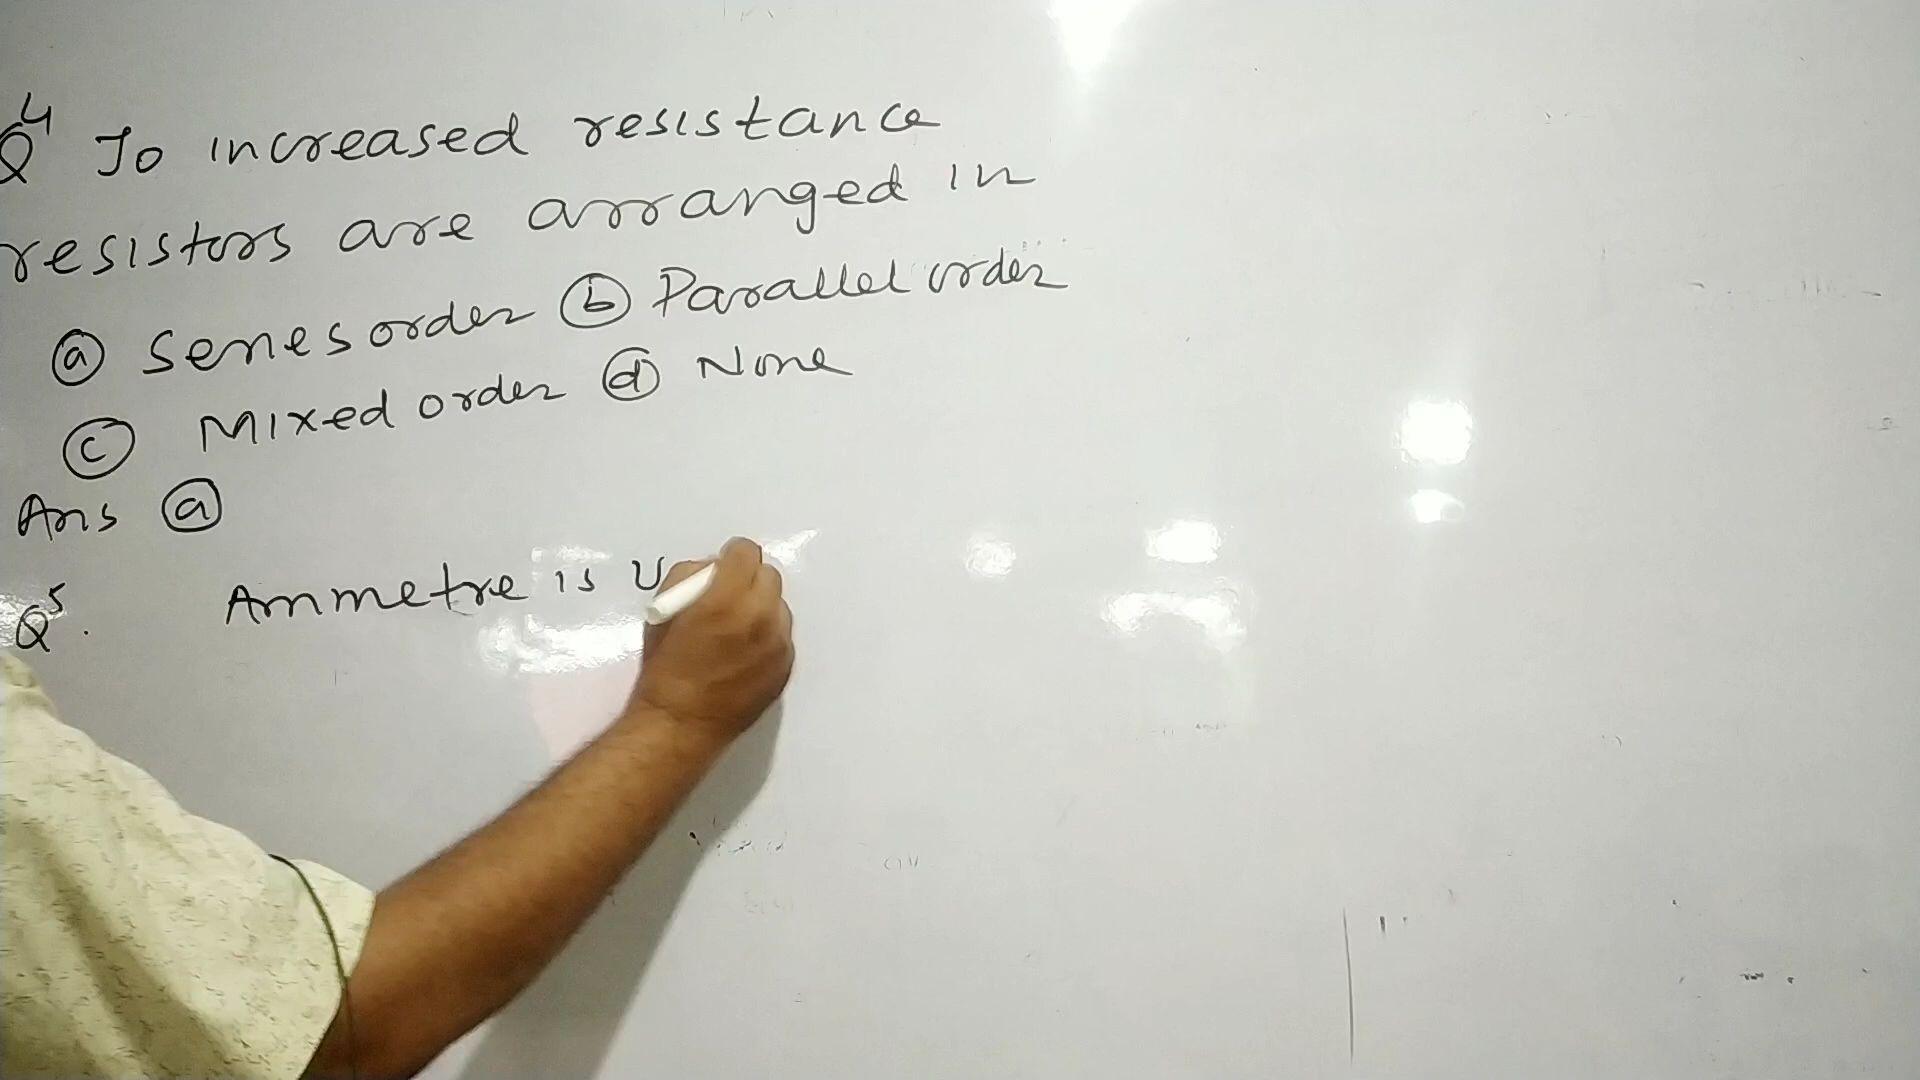 Q4 To increased resistance
resistors are arranged in
(a) Series order (b) Parallel order
(c) Mixed order (d) None
Ans (a)
Q5. Ammetre is U